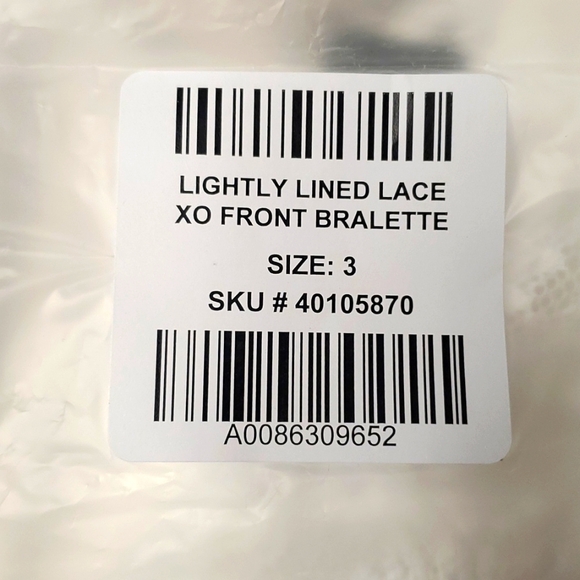 LIGHTLY LINED LACE
XO FRONT BRALETTE
SIZE: 3
SKU # 40105870
A0086309652